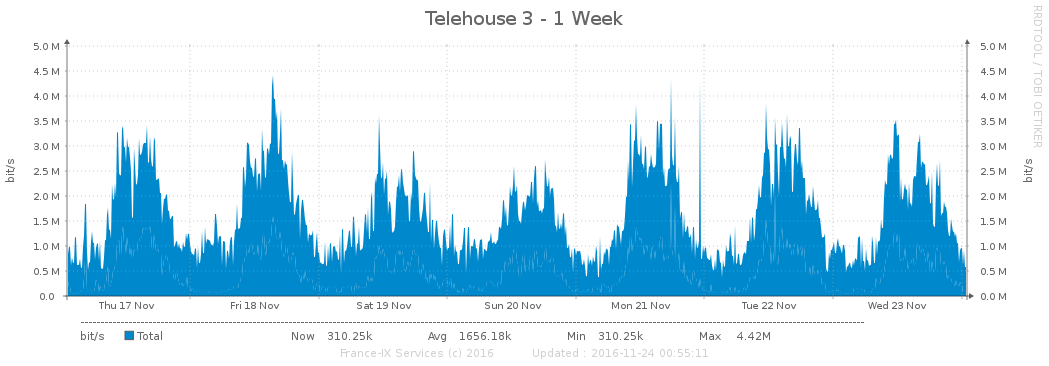 Telehouse 3 - 1 Week
RRDTOOL / TOBI OETIKER
5.0 M 5.0 M
4.5 M 4.5 M
4.0 M 4.0 M
3.5 M 3.5 M
3.0 M 3.0 M
2.5 M 2.5 M
2.0 M 2.0 M
1.5 M 1.5 M
1.0 M 1.0 M
0.5 M 0.5 M
0.0 0.0 M
bit/s bit/s
Thu 17 Nov Fri 18 Nov Sat 19 Nov Sun 20 Nov Mon 21 Nov Tue 22 Nov Wed 23 Nov
bit/s Total Now 310.25k Avg 1656.18k Min 310.25k Max 4.42M
France-IX Services (c) 2016 Updated : 2016-11-24 00:55:11